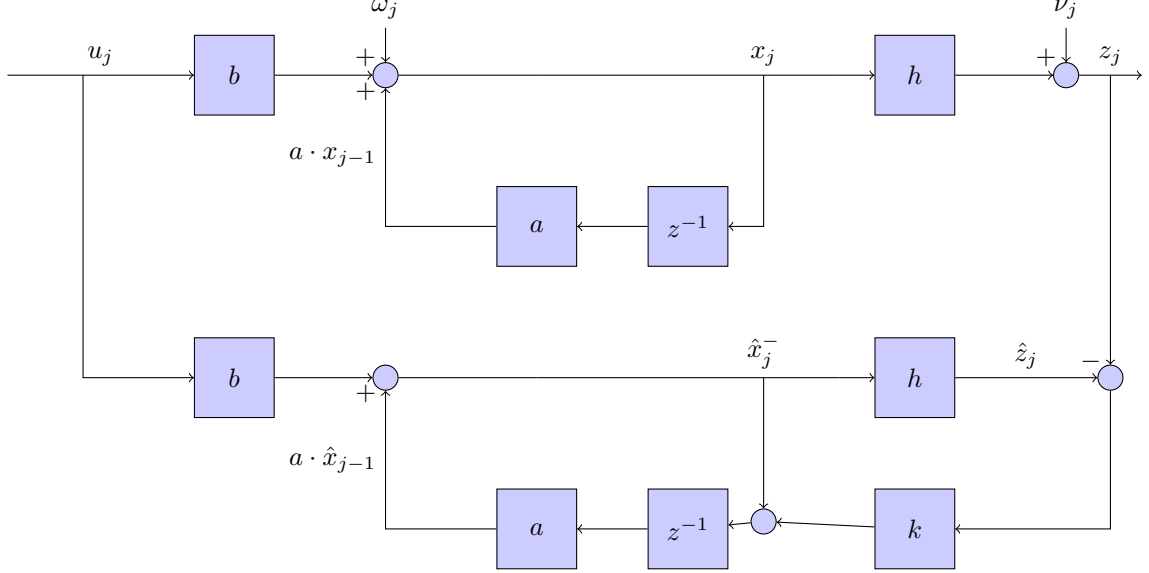 ω_j
ν_j
u_j
b
+
+
x_j
h
+
z_j
a · x_{j−1}
a
z^{−1}
b
+
x̂_j^−
h
ẑ_j
−
a · x̂_{j−1}
a
z^{−1}
k